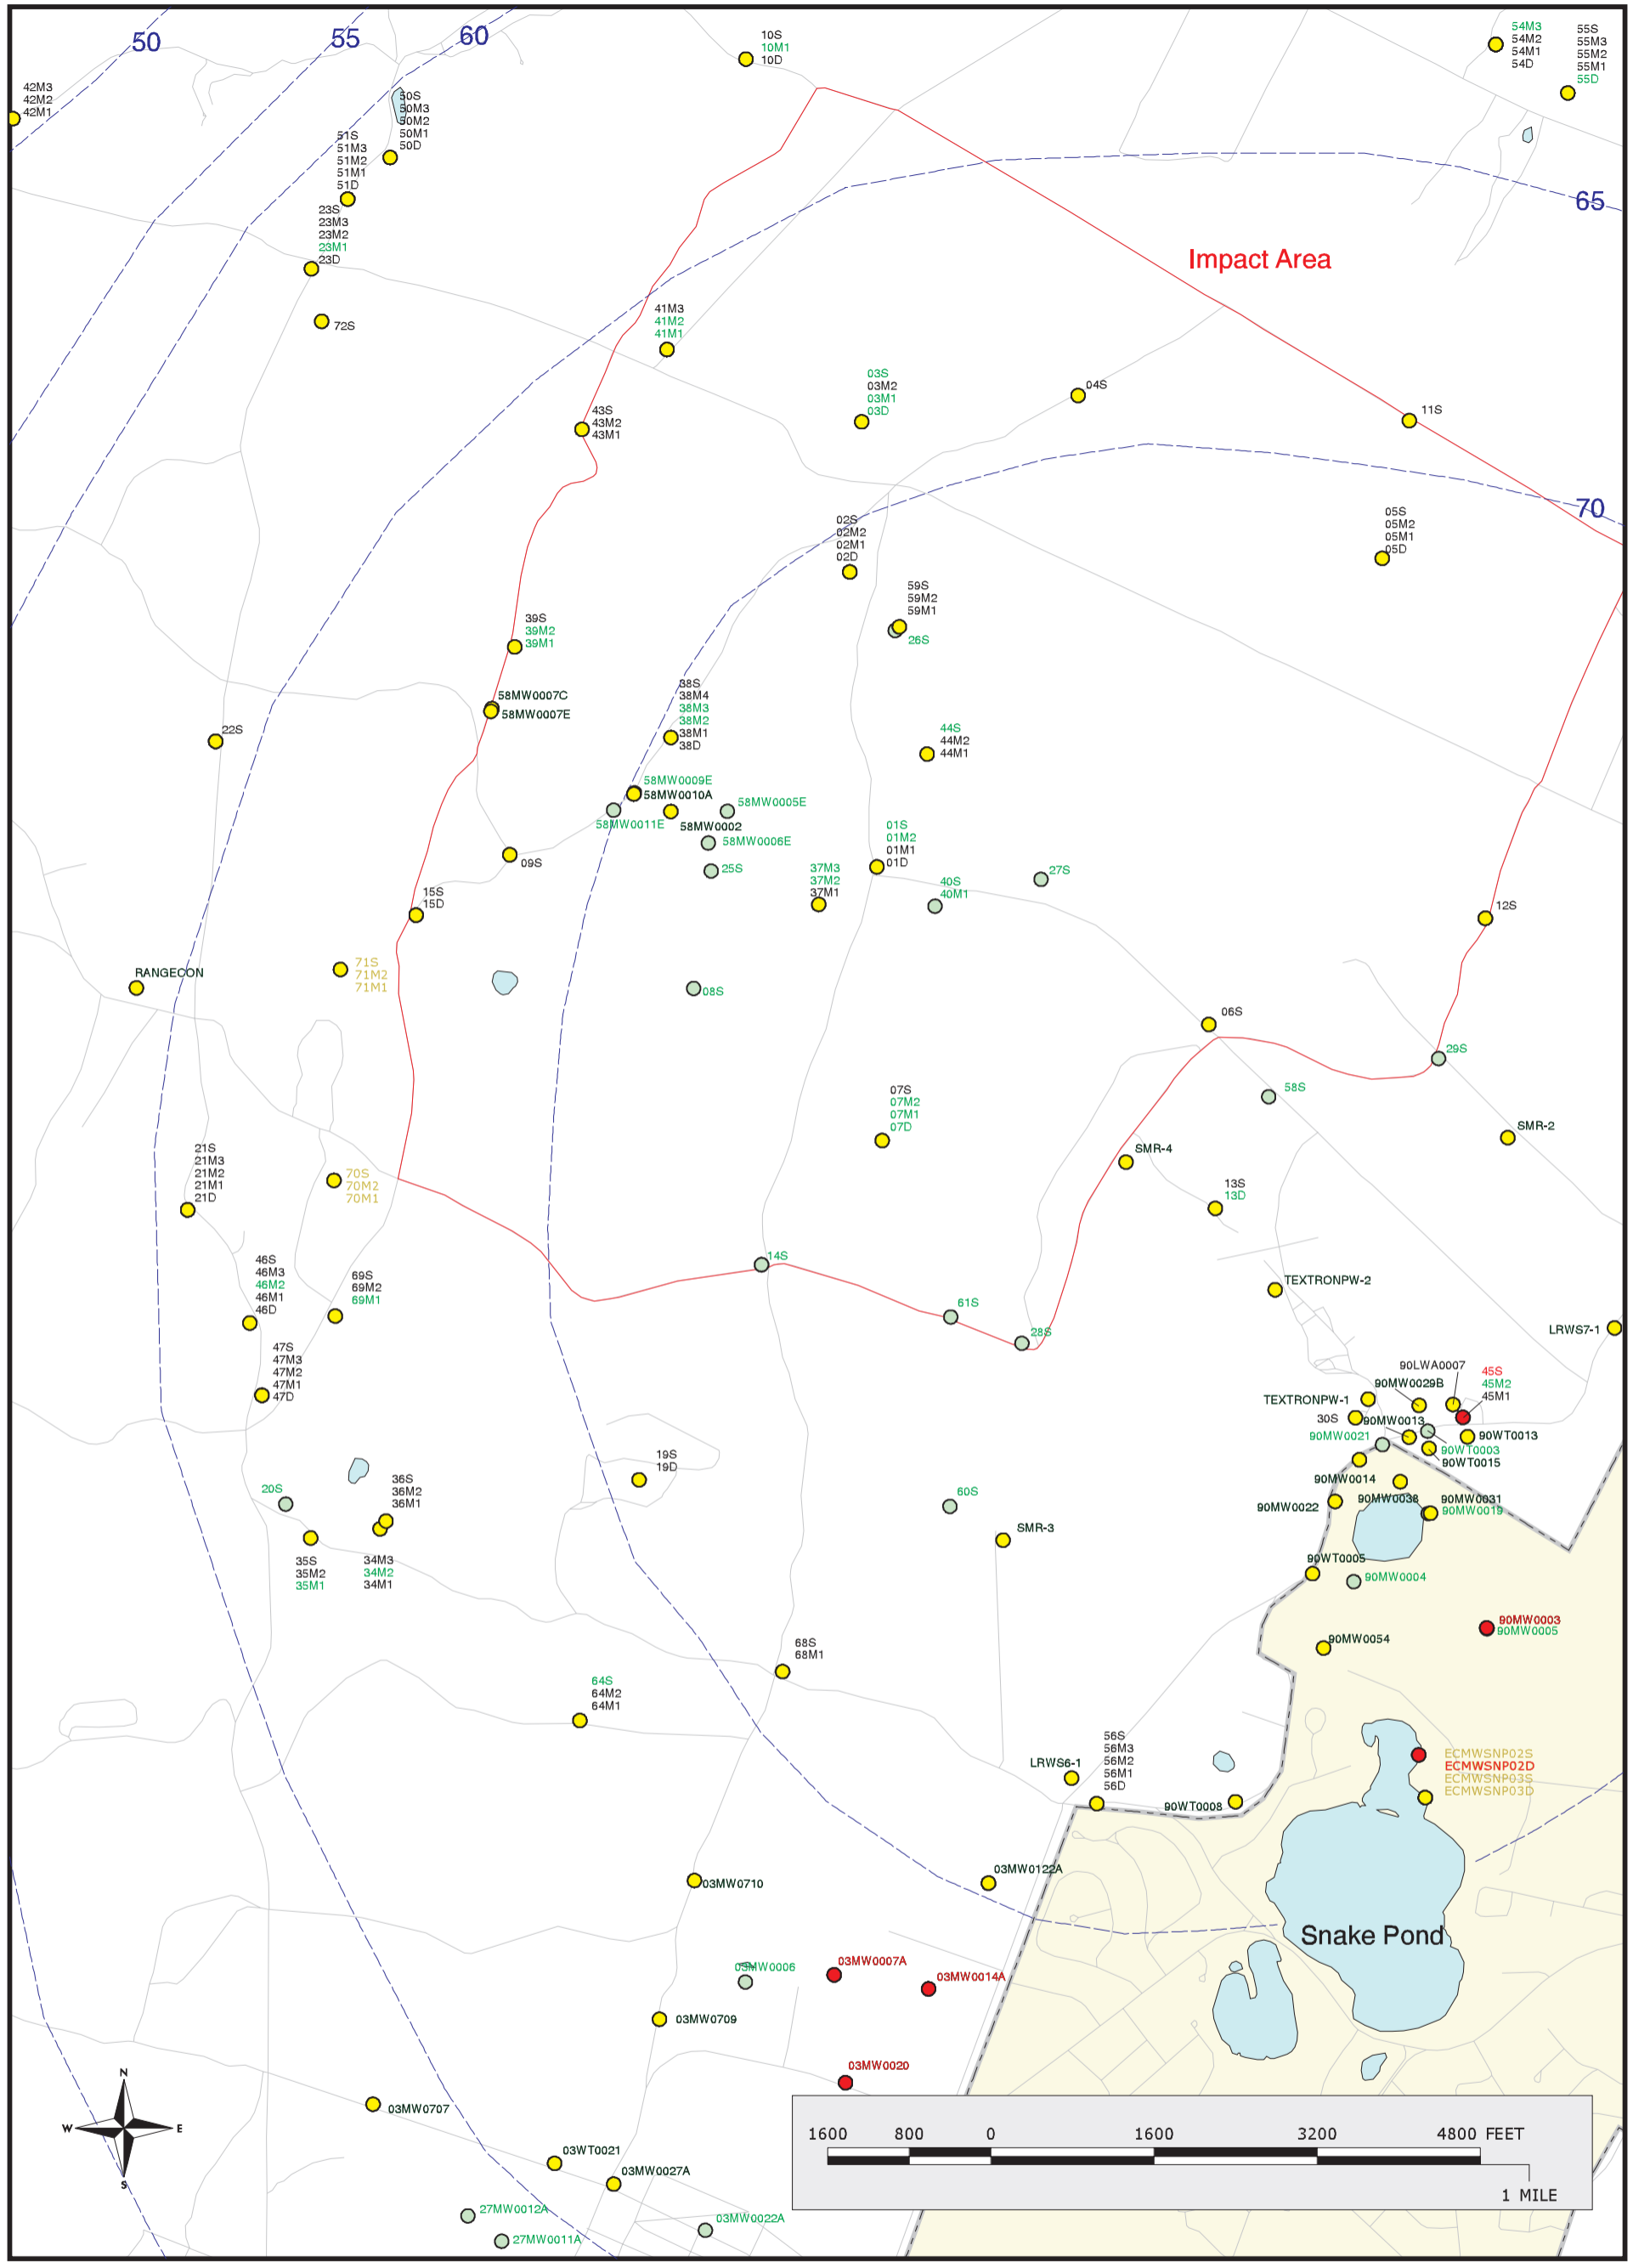 50
55
60
10S
10M1
10D
54M3
54M2
54M1
54D
55S
55M3
55M2
55M1
55D
42M3
42M2
42M1
50S
50M3
50M2
50M1
50D
51S
51M3
51M2
51M1
51D
65
23S
23M3
23M2
23M1
23D
Impact Area
72S
41M3
41M2
41M1
03S
03M2
03M1
03D
04S
43S
43M2
43M1
11S
70
02S
02M2
02M1
02D
05S
05M2
05M1
05D
59S
59M2
59M1
26S
39S
39M2
39M1
58MW0007C
58MW0007E
38S
38M4
38M3
38M2
38M1
38D
22S
44S
44M2
44M1
58MW0009E
58MW0010A
58MW0011E
58MW0002
58MW0005E
58MW0006E
25S
09S
01S
01M2
01M1
01D
37M3
37M2
37M1
40S
40M1
27S
15S
15D
12S
71S
71M2
71M1
RANGECON
08S
06S
29S
58S
07S
07M2
07M1
07D
SMR-2
SMR-4
21S
21M3
21M2
21M1
21D
70S
70M2
70M1
13S
13D
14S
46S
46M3
46M2
46M1
46D
69S
69M2
69M1
TEXTRONPW-2
61S
28S
LRWS7-1
47S
47M3
47M2
47M1
47D
90LWA0007
45S
45M2
45M1
90MW0029B
TEXTRONPW-1
30S
90MW0013
90MW0021
90WT0013
90WT0003
90WT0015
19S
19D
36S
36M2
36M1
20S
90MW0014
90MW0022
90MW0038
90MW0031
90MW0019
60S
SMR-3
35S
35M2
35M1
34M3
34M2
34M1
90WT0005
90MW0004
90MW0003
90MW0005
90MW0054
68S
68M1
64S
64M2
64M1
56S
56M3
56M2
56M1
56D
LRWS6-1
90WT0008
ECMWSNP02S
ECMWSNP02D
ECMWSNP03S
ECMWSNP03D
03MW0710
03MW0122A
Snake Pond
03MW0006
03MW0007A
03MW0014A
03MW0709
03MW0020
N
W
E
S
03MW0707
1600
800
0
1600
3200
4800 FEET
1 MILE
03WT0021
03MW0027A
27MW0012A
27MW0011A
03MW0022A